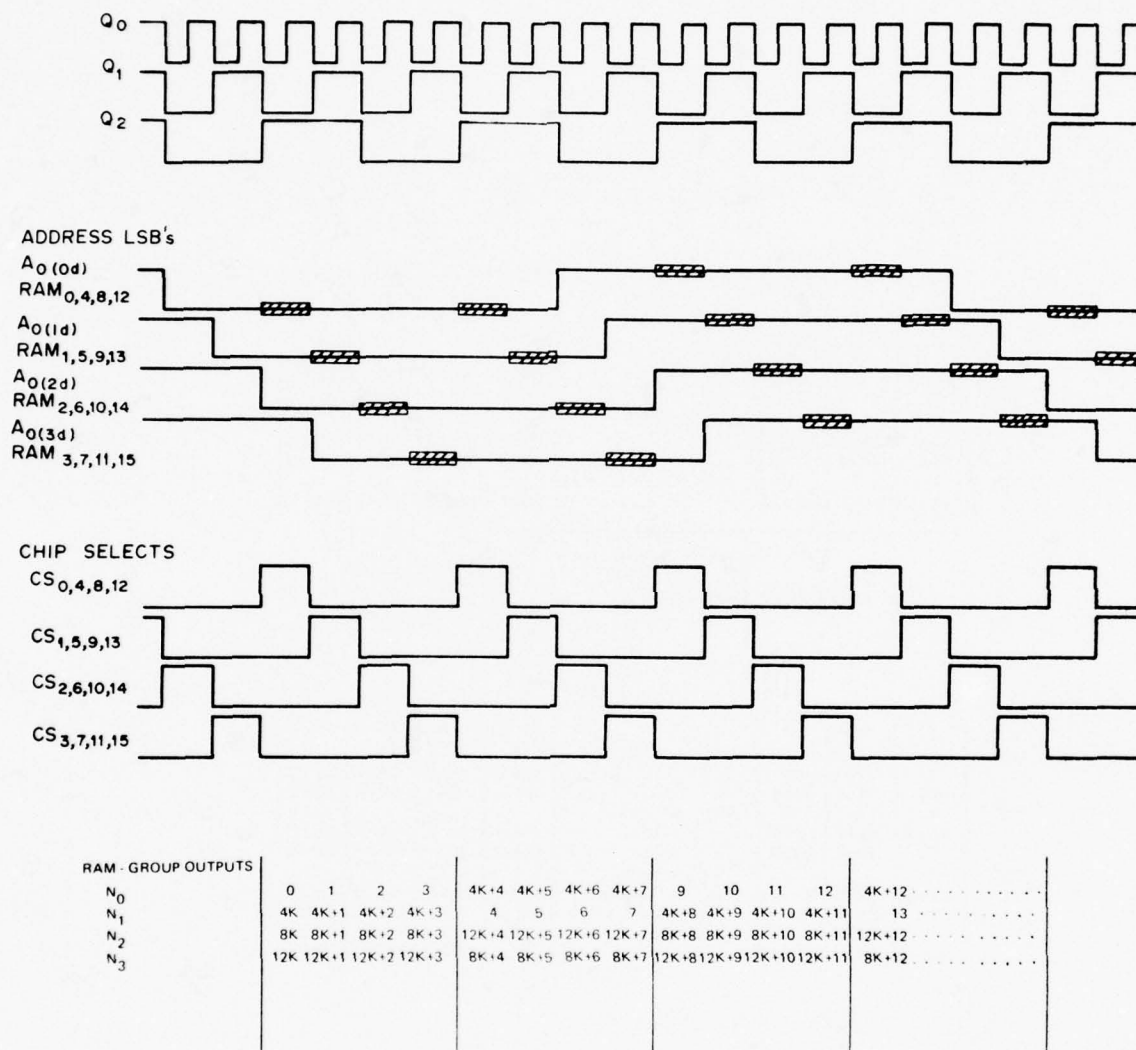 Q0
Q1
Q2
ADDRESS LSB's
A0(0d)
RAM0,4,8,12
A0(1d)
RAM1,5,9,13
A0(2d)
RAM2,6,10,14
A0(3d)
RAM 3,7,11,15
CHIP SELECTS
CS0,4,8,12
CS1,5,9,13
CS2,6,10,14
CS3,7,11,15
RAM - GROUP OUTPUTS
N0 0 1 2 3 4K+4 4K+5 4K+6 4K+7 9 10 11 12 4K+12 . . . . . . . . . .
N1 4K 4K+1 4K+2 4K+3 4 5 6 7 4K+8 4K+9 4K+10 4K+11 13 . . . . . . . . .
N2 8K 8K+1 8K+2 8K+3 12K+4 12K+5 12K+6 12K+7 8K+8 8K+9 8K+10 8K+11 12K+12 . . . . . . . . . .
N3 12K 12K+1 12K+2 12K+3 8K+4 8K+5 8K+6 8K+7 12K+8 12K+9 12K+10 12K+11 8K+12 . . . . . . . . . .